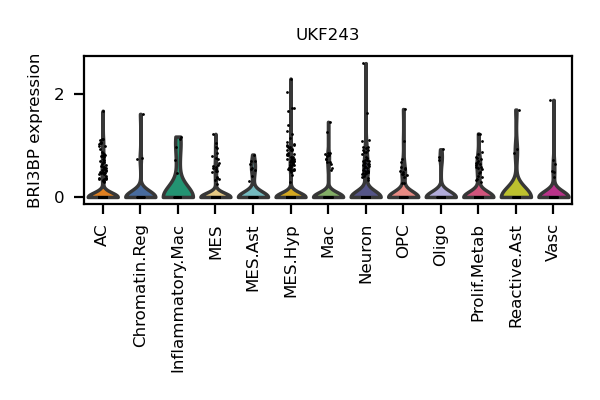 UKF243
BRI3BP expression
2
0
AC
Chromatin.Reg
Inflammatory.Mac
MES
MES.Ast
MES.Hyp
Mac
Neuron
OPC
Oligo
Prolif.Metab
Reactive.Ast
Vasc